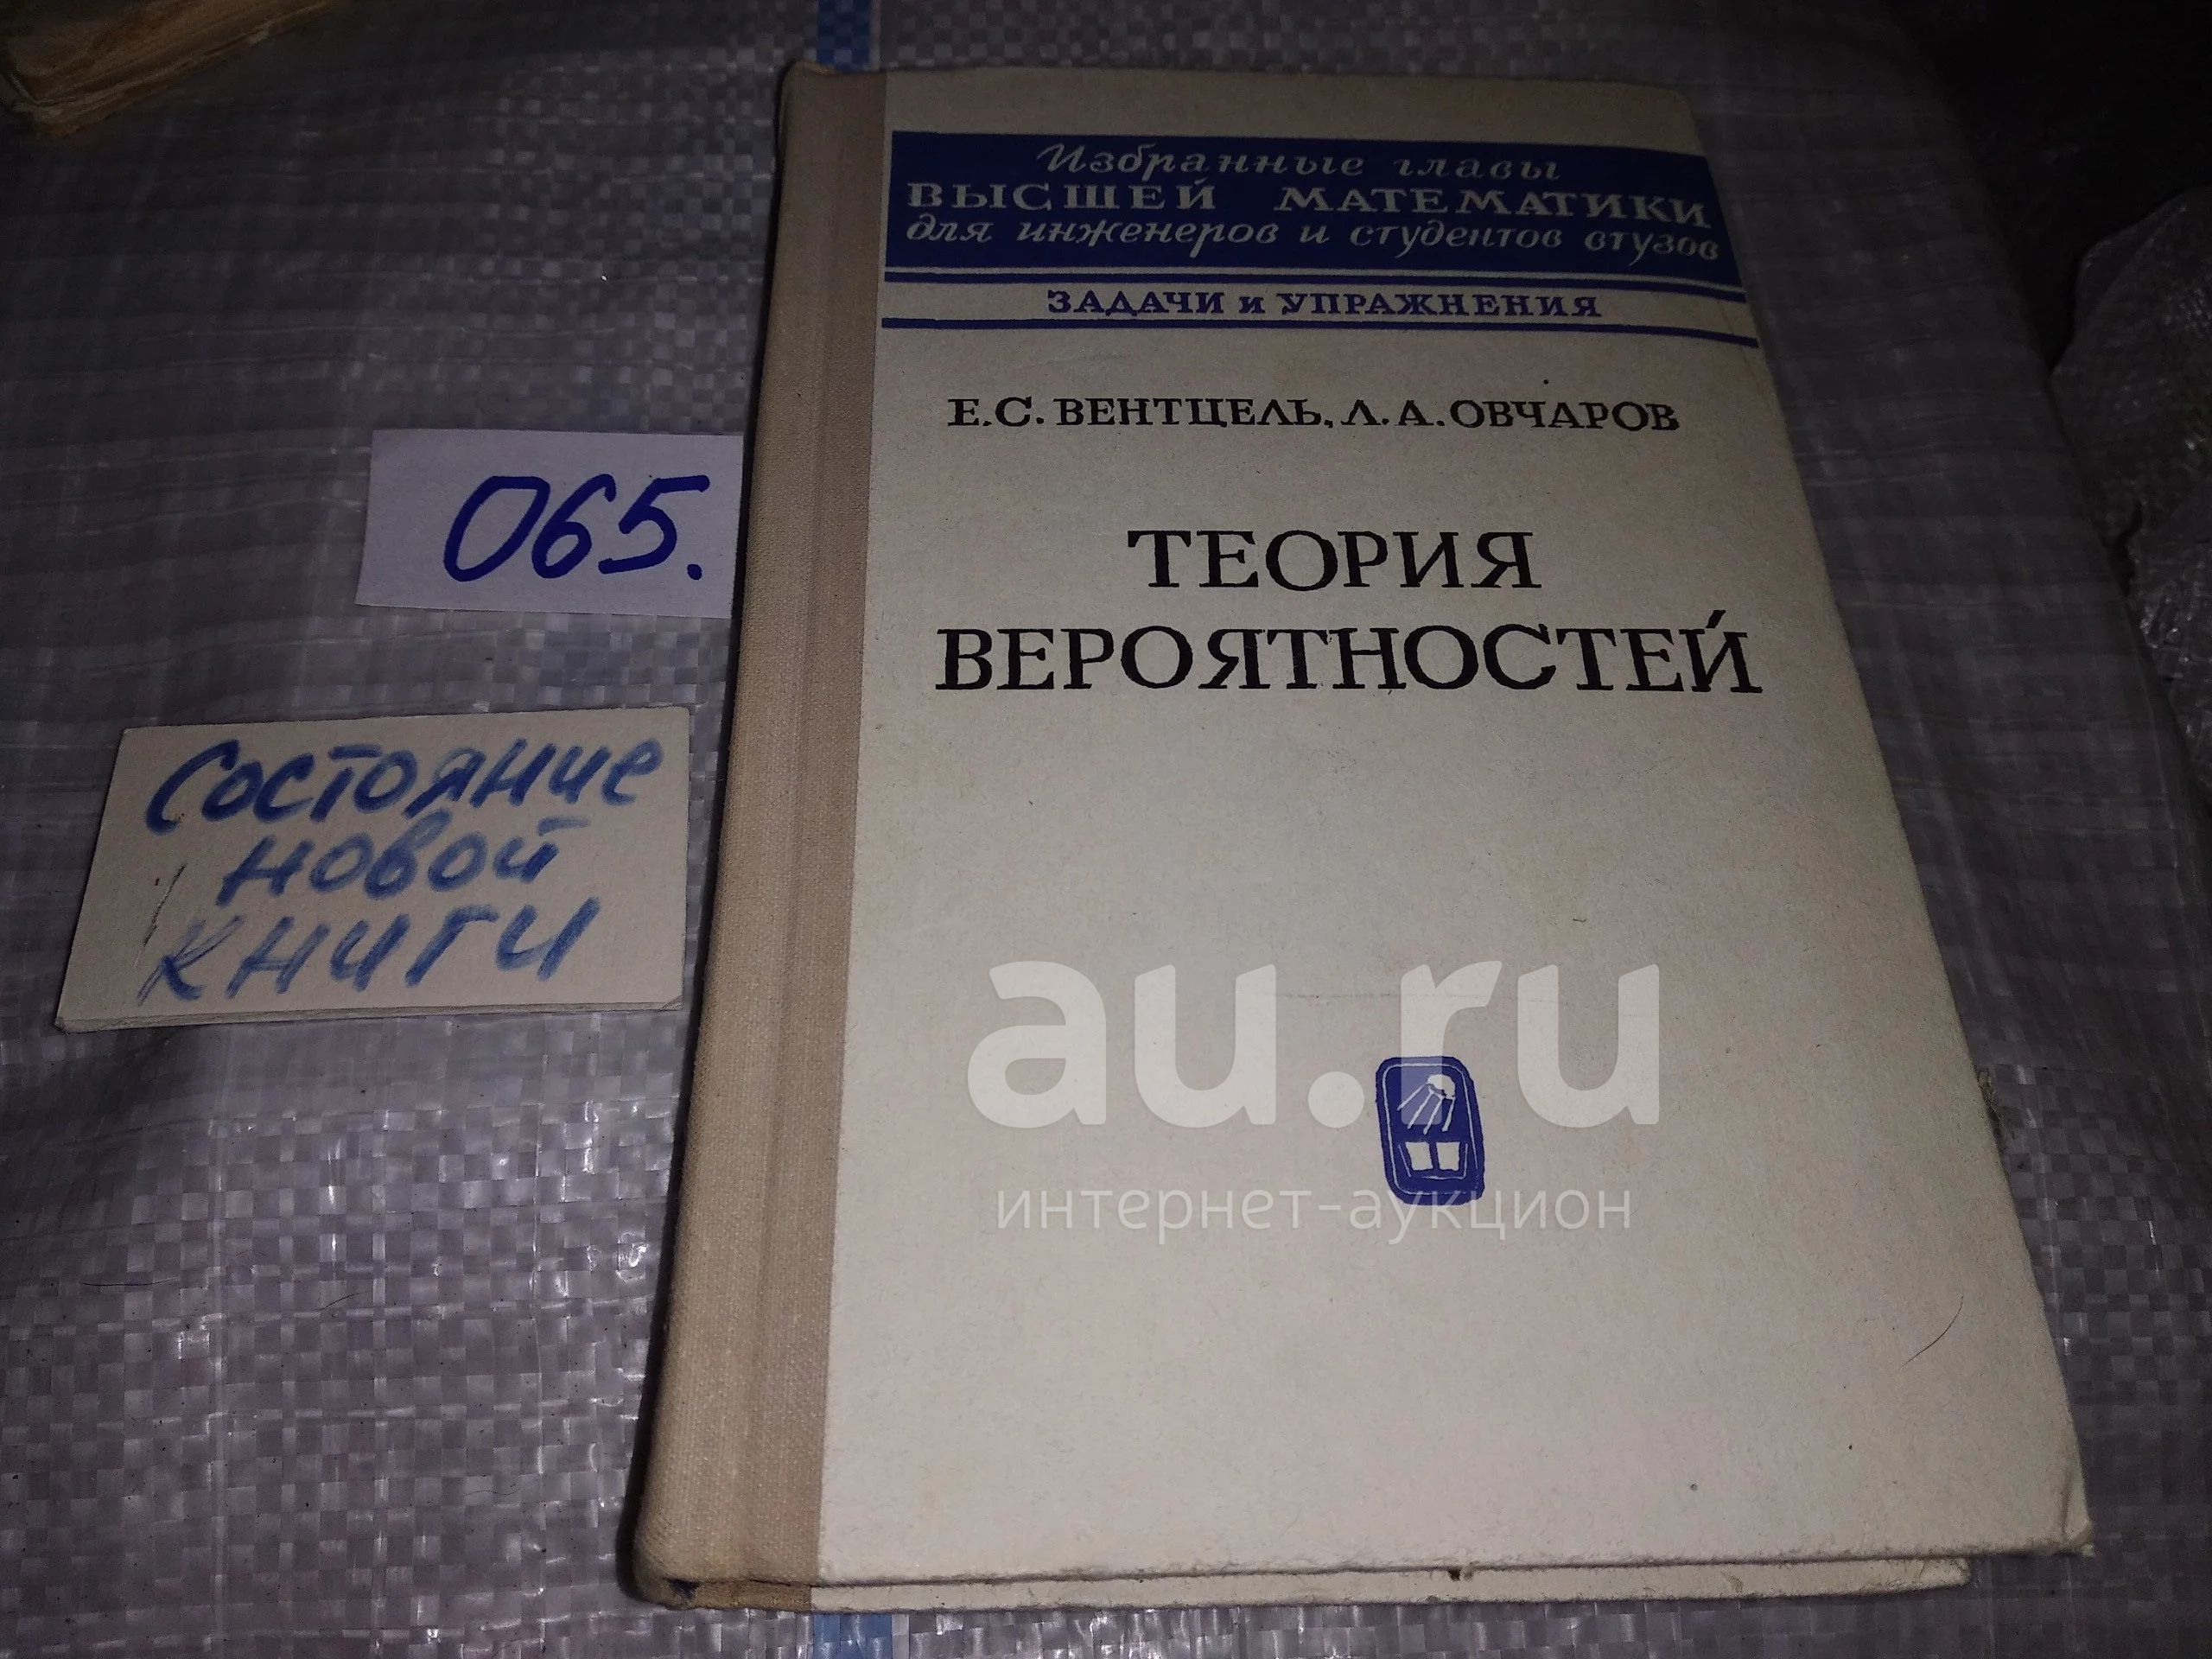 Избранные главы
ВЫСШЕЙ МАТЕМАТИКИ
для инженеров и студентов втузов
ЗАДАЧИ и УПРАЖНЕНИЯ
Е.С. ВЕНТЦЕЛЬ, Л.А. ОВЧАРОВ
ТЕОРИЯ
ВЕРОЯТНОСТЕЙ
065.
Состояние
новой
книги
au.ru
интернет-аукцион